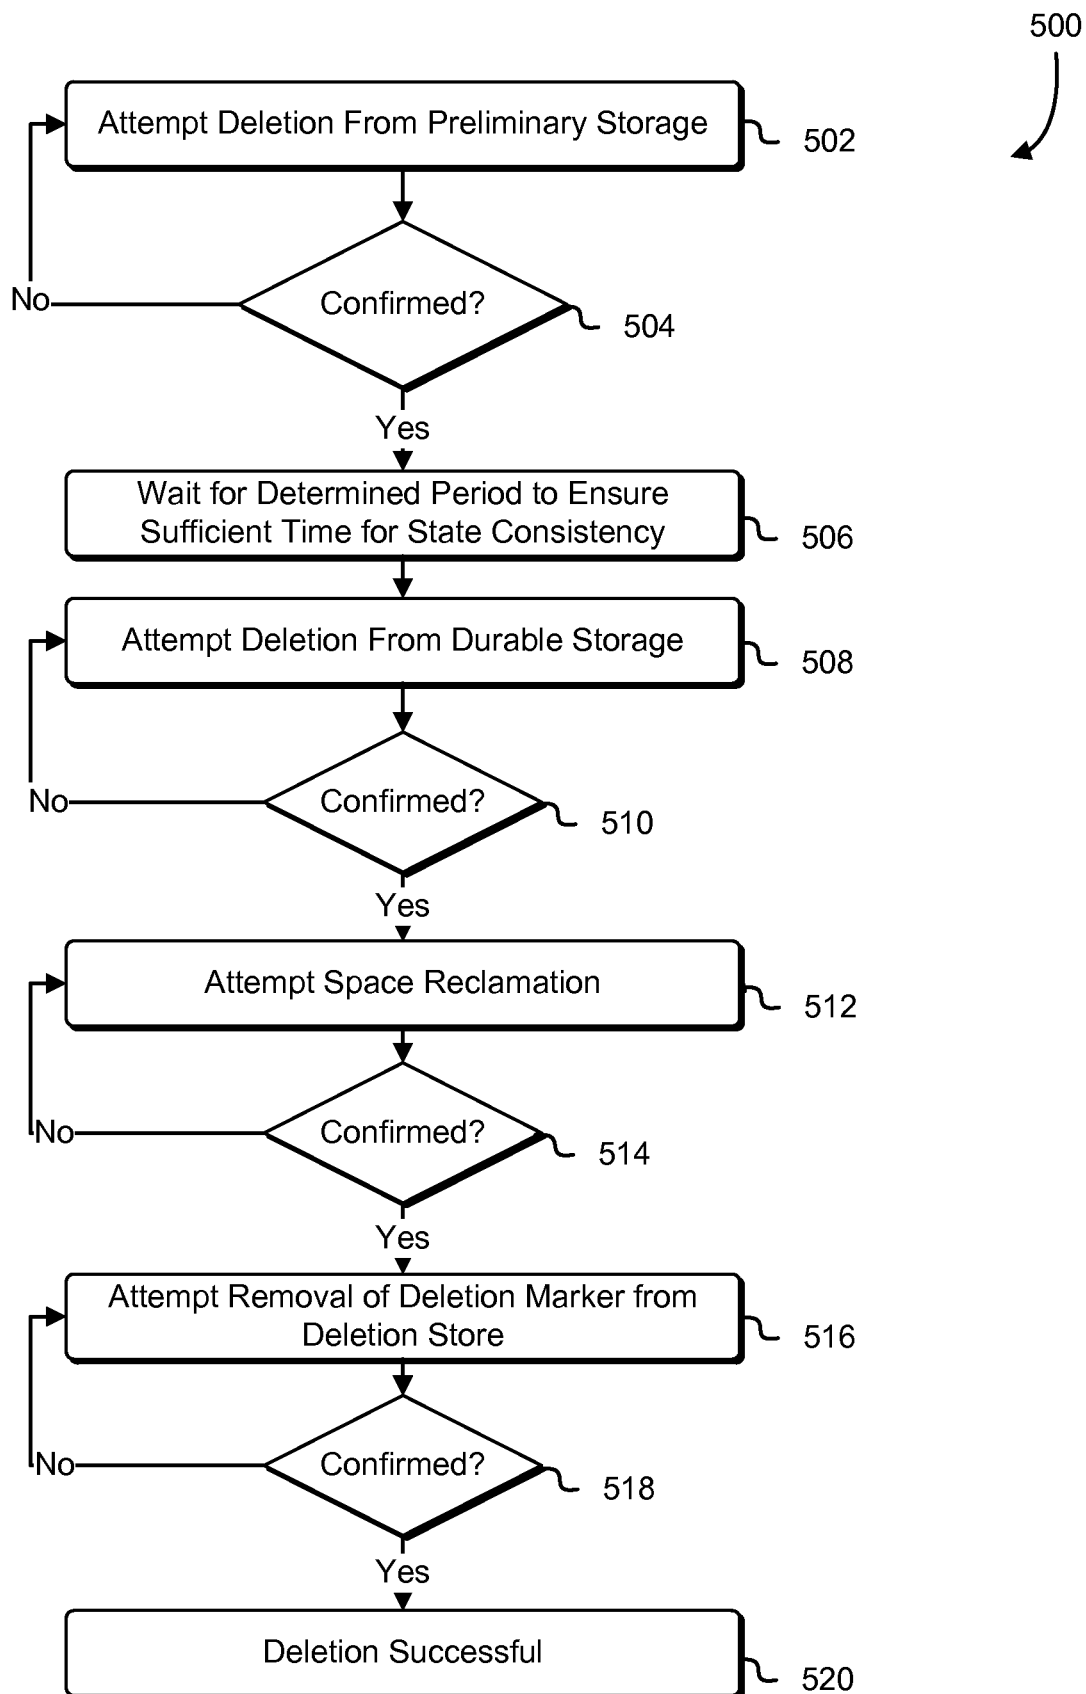 500
Attempt Deletion From Preliminary Storage
502
Confirmed?
504
No
Yes
Wait for Determined Period to Ensure
Sufficient Time for State Consistency
506
Attempt Deletion From Durable Storage
508
Confirmed?
510
No
Yes
Attempt Space Reclamation
512
Confirmed?
514
No
Yes
Attempt Removal of Deletion Marker from
Deletion Store
516
Confirmed?
518
No
Yes
Deletion Successful
520